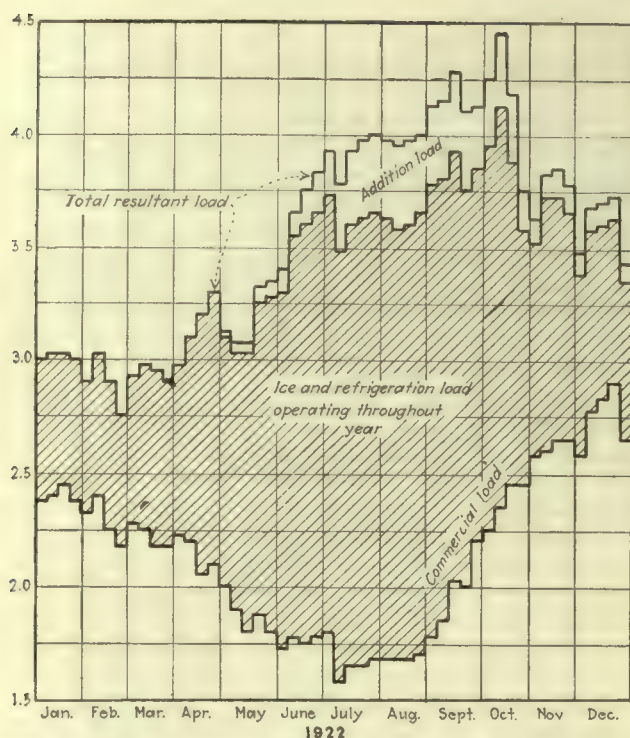 4.5
4.0
Addition load
Total resultant load
3.5
3.0
Ice and refrigeration load
operating throughout
year
2.5
Commercial load
2.0
1.5
Jan. Feb. Mar. Apr. May June July Aug. Sept. Oct. Nov Dec.
1922